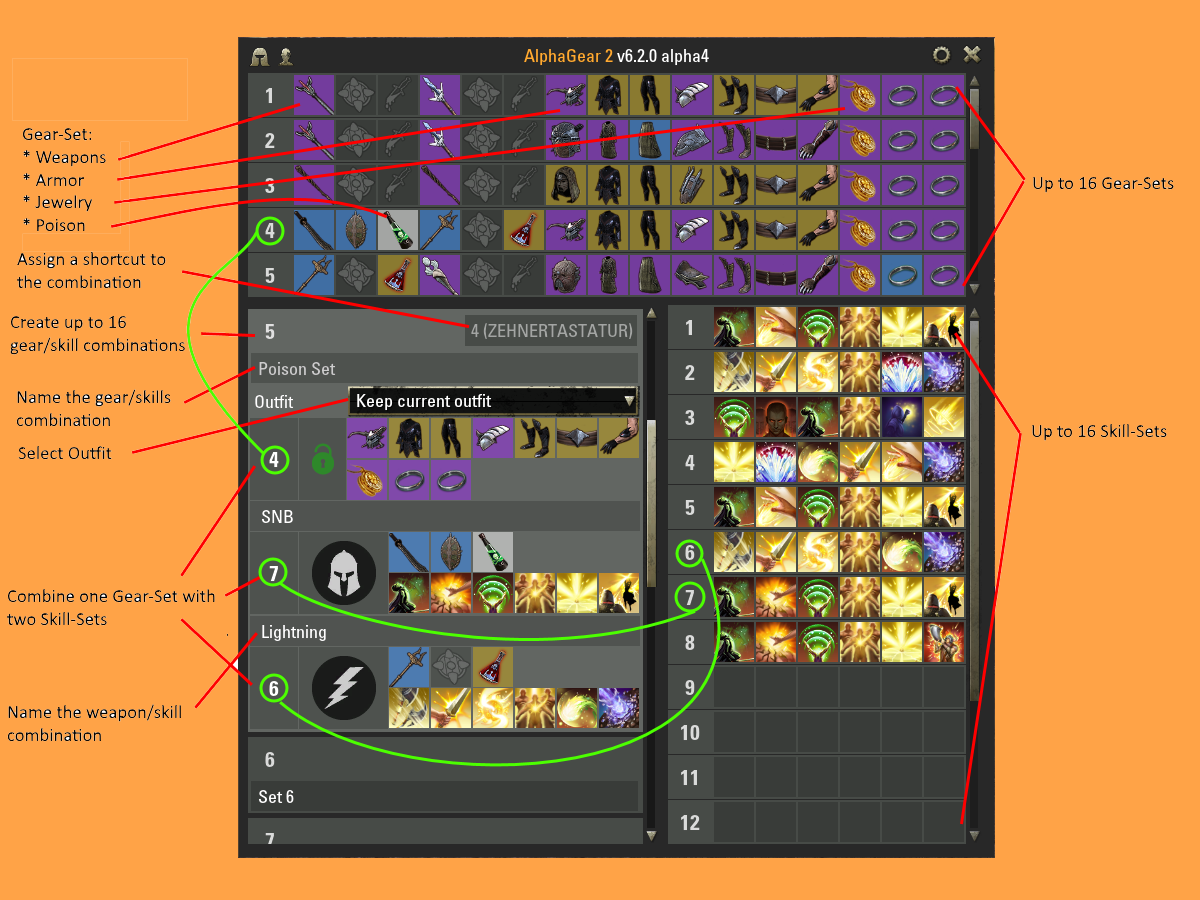 AlphaGear 2 v6.2.0 alpha4
1
2
3
4
5
Gear-Set:
* Weapons
* Armor
* Jewelry
* Poison
Assign a shortcut to
the combination
Create up to 16
gear/skill combinations
Name the gear/skills
combination
Select Outfit
Combine one Gear-Set with
two Skill-Sets
Name the weapon/skill
combination
5
4 (ZEHNERTASTATUR)
Poison Set
Outfit
Keep current outfit
4
SNB
7
Lightning
6
6
Set 6
7
1
2
3
4
5
6
7
8
9
10
11
12
Up to 16 Gear-Sets
Up to 16 Skill-Sets